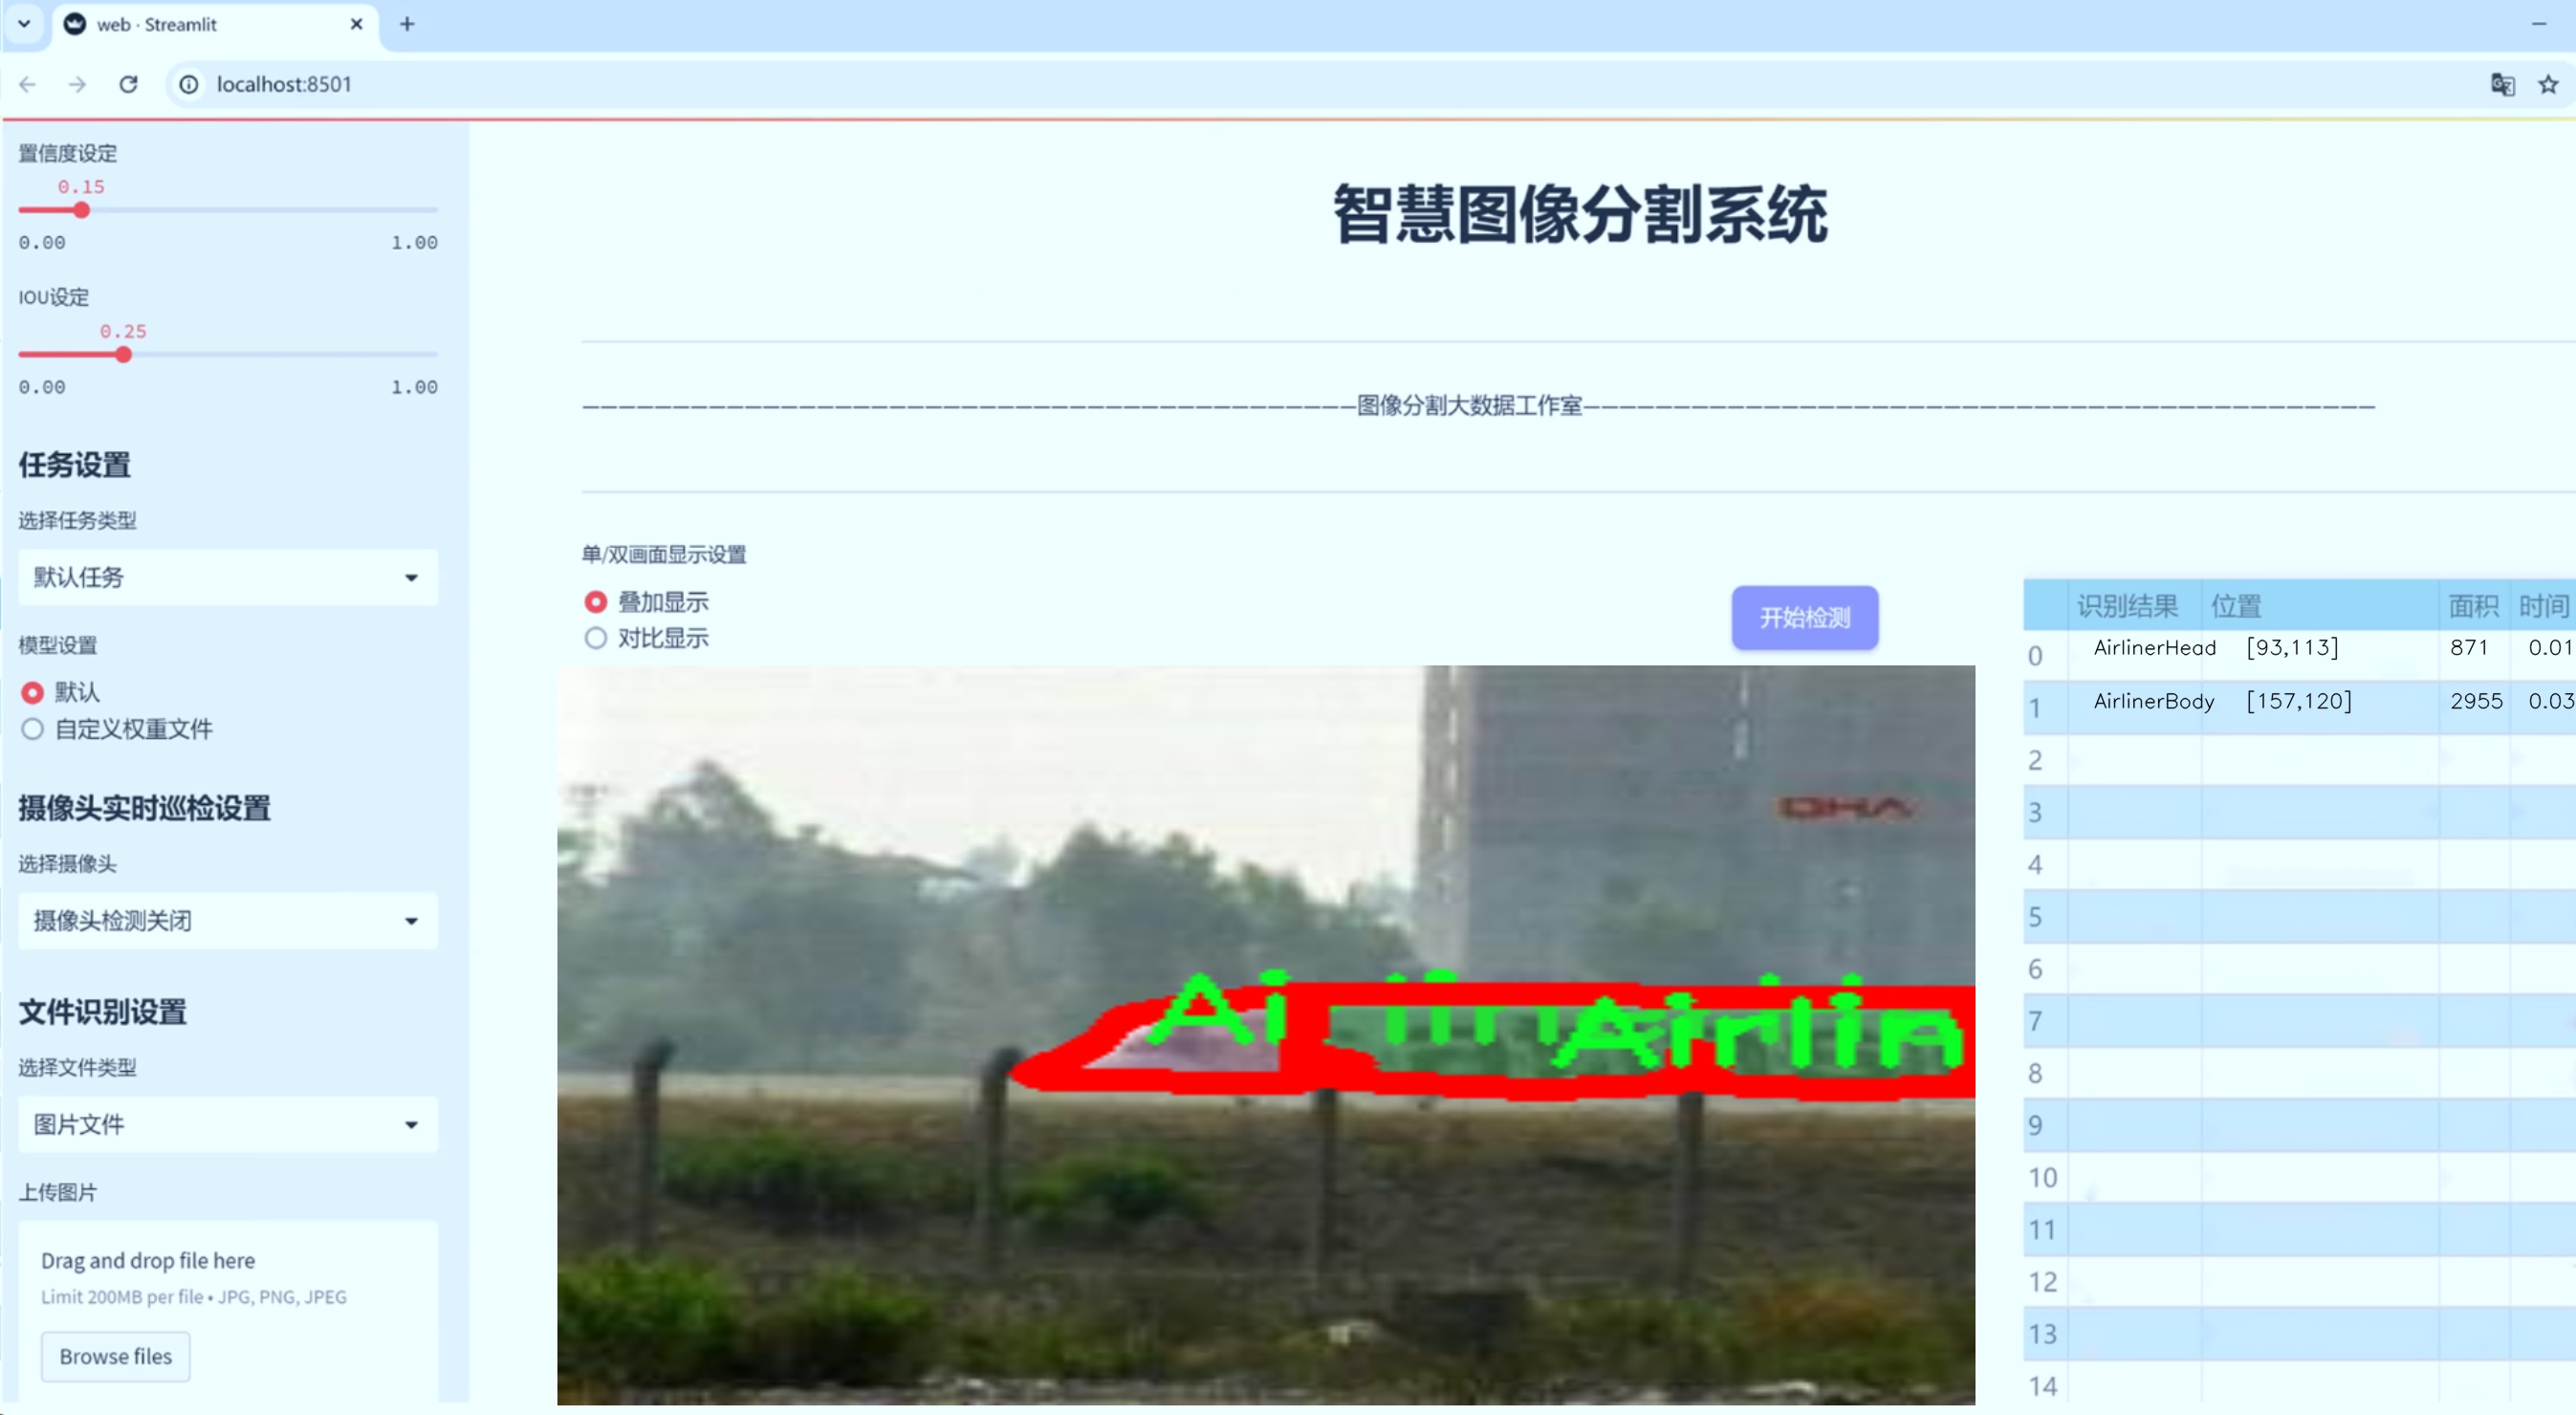 web · Streamlit
localhost:8501
置信度设定
0.15
0.00 1.00
IOU设定
0.25
0.00 1.00
任务设置
选择任务类型
默认任务
模型设置
默认
自定义权重文件
摄像头实时巡检设置
选择摄像头
摄像头检测关闭
文件识别设置
选择文件类型
图片文件
上传图片
Drag and drop file here
Limit 200MB per file • JPG, PNG, JPEG
Browse files
智慧图像分割系统
图像分割大数据工作室
单/双画面显示设置
叠加显示
对比显示
开始检测
Airlin
识别结果 位置 面积 时间
0 AirlinerHead [93,113] 871 0.01
1 AirlinerBody [157,120] 2955 0.03
2
3
4
5
6
7
8
9
10
11
12
13
14